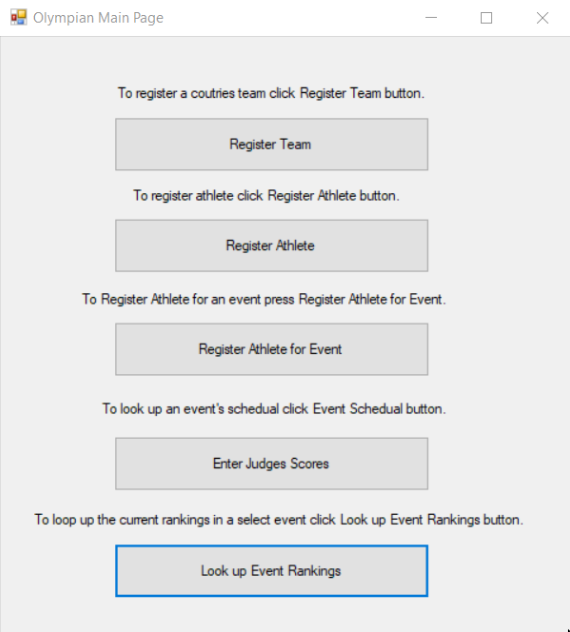 Olympian Main Page
To register a coutries team click Register Team button.
Register Team
To register athlete click Register Athlete button.
Register Athlete
To Register Athlete for an event press Register Athlete for Event.
Register Athlete for Event
To look up an event's schedual click Event Schedual button.
Enter Judges Scores
To loop up the current rankings in a select event click Look up Event Rankings button.
Look up Event Rankings